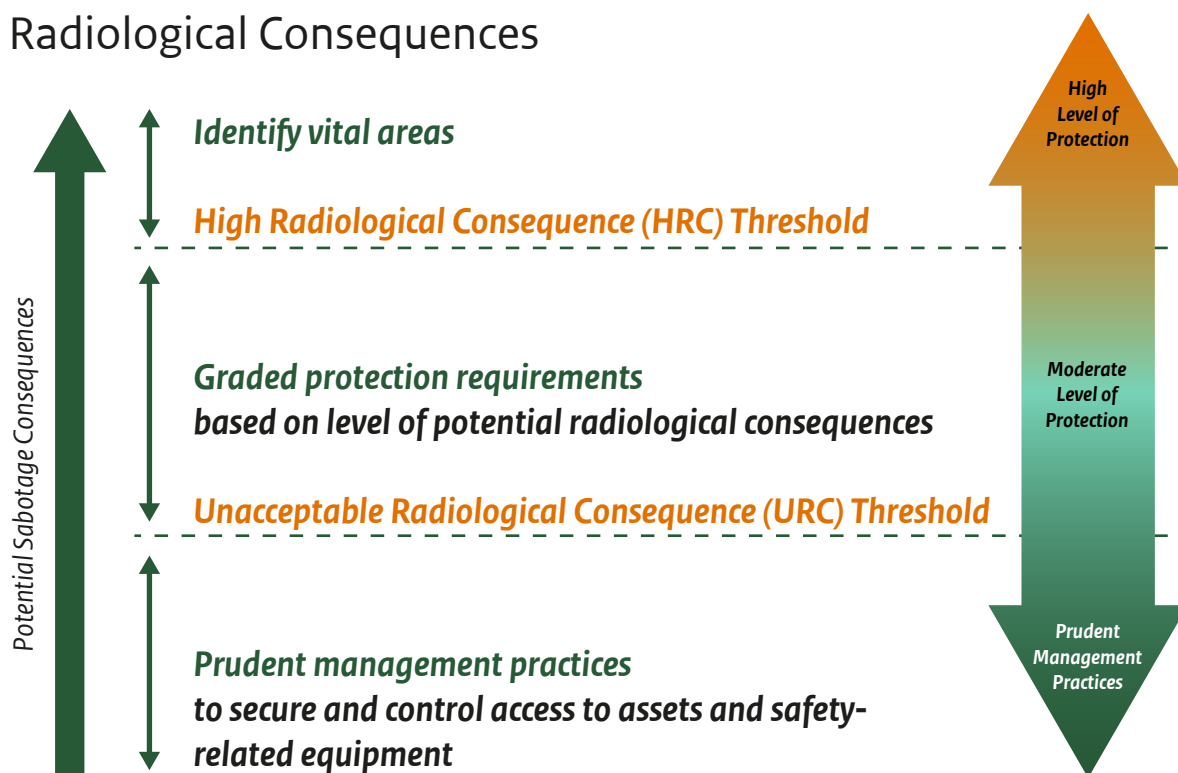 Radiological Consequences
Potential Sabotage Consequences
Identify vital areas
High Radiological Consequence (HRC) Threshold
Graded protection requirements
based on level of potential radiological consequences
Unacceptable Radiological Consequence (URC) Threshold
Prudent management practices
to secure and control access to assets and safety-
related equipment
High
Level of
Protection
Moderate
Level of
Protection
Prudent
Management
Practices